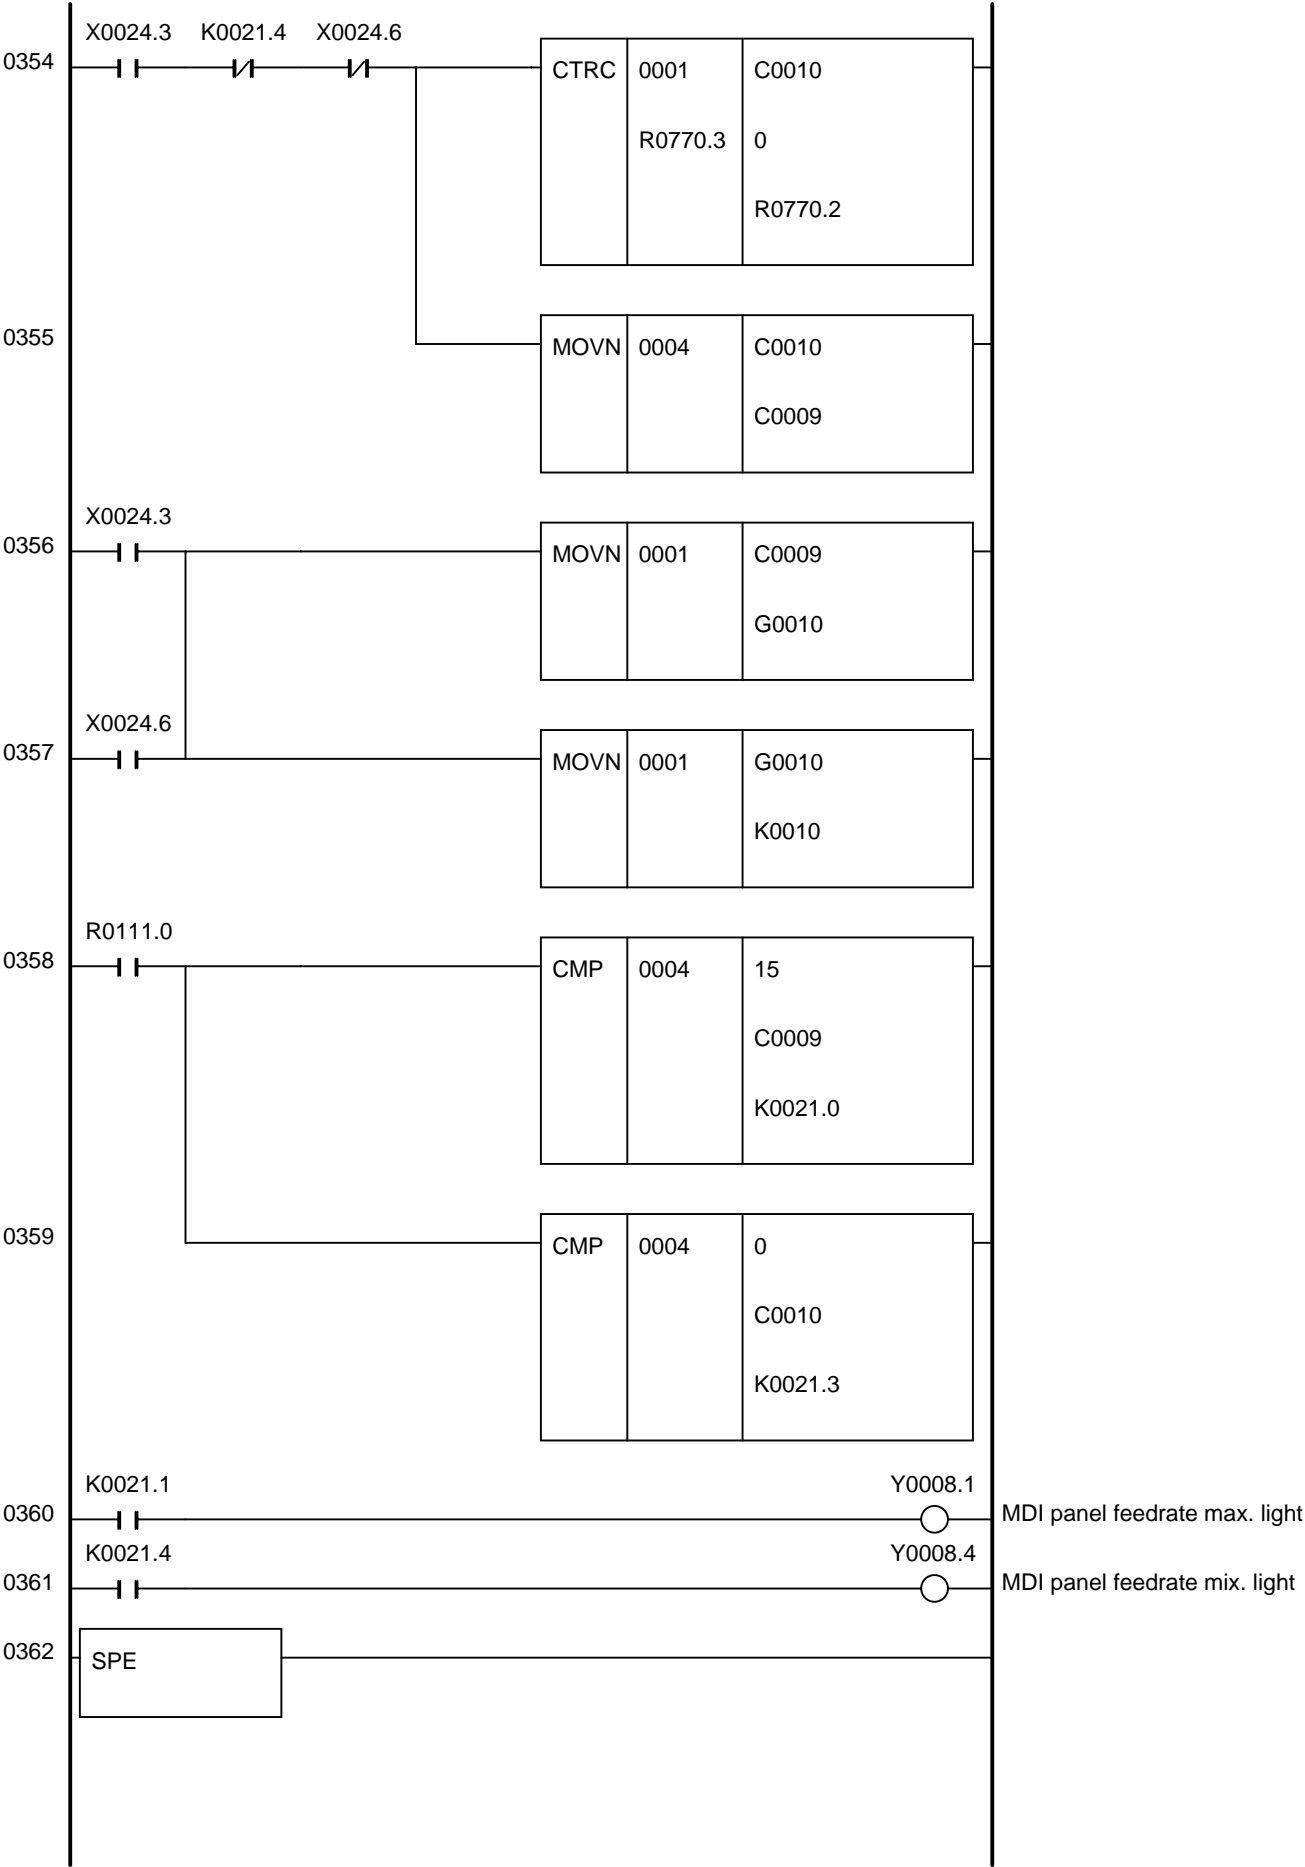 X0024.3 K0021.4 X0024.6
0354 CTRC 0001 C0010
R0770.3 0
R0770.2
0355 MOVN 0004 C0010
C0009
X0024.3
0356 MOVN 0001 C0009
G0010
X0024.6
0357 MOVN 0001 G0010
K0010
R0111.0
0358 CMP 0004 15
C0009
K0021.0
0359 CMP 0004 0
C0010
K0021.3
K0021.1 Y0008.1
0360 MDI panel feedrate max. light
K0021.4 Y0008.4
0361 MDI panel feedrate mix. light
0362 SPE